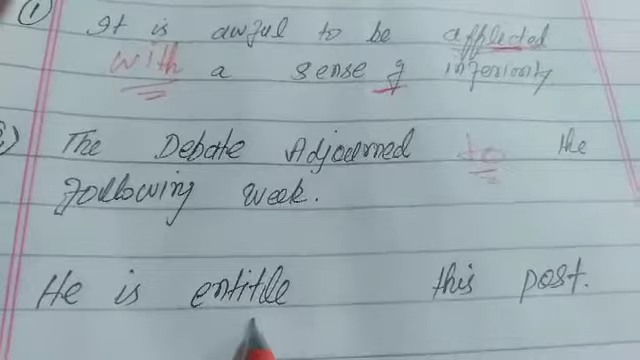 (1) It is awful to be afflicted
with a sense of inferiority
The Debate Adjourned to the
following week.
He is entitle this post.